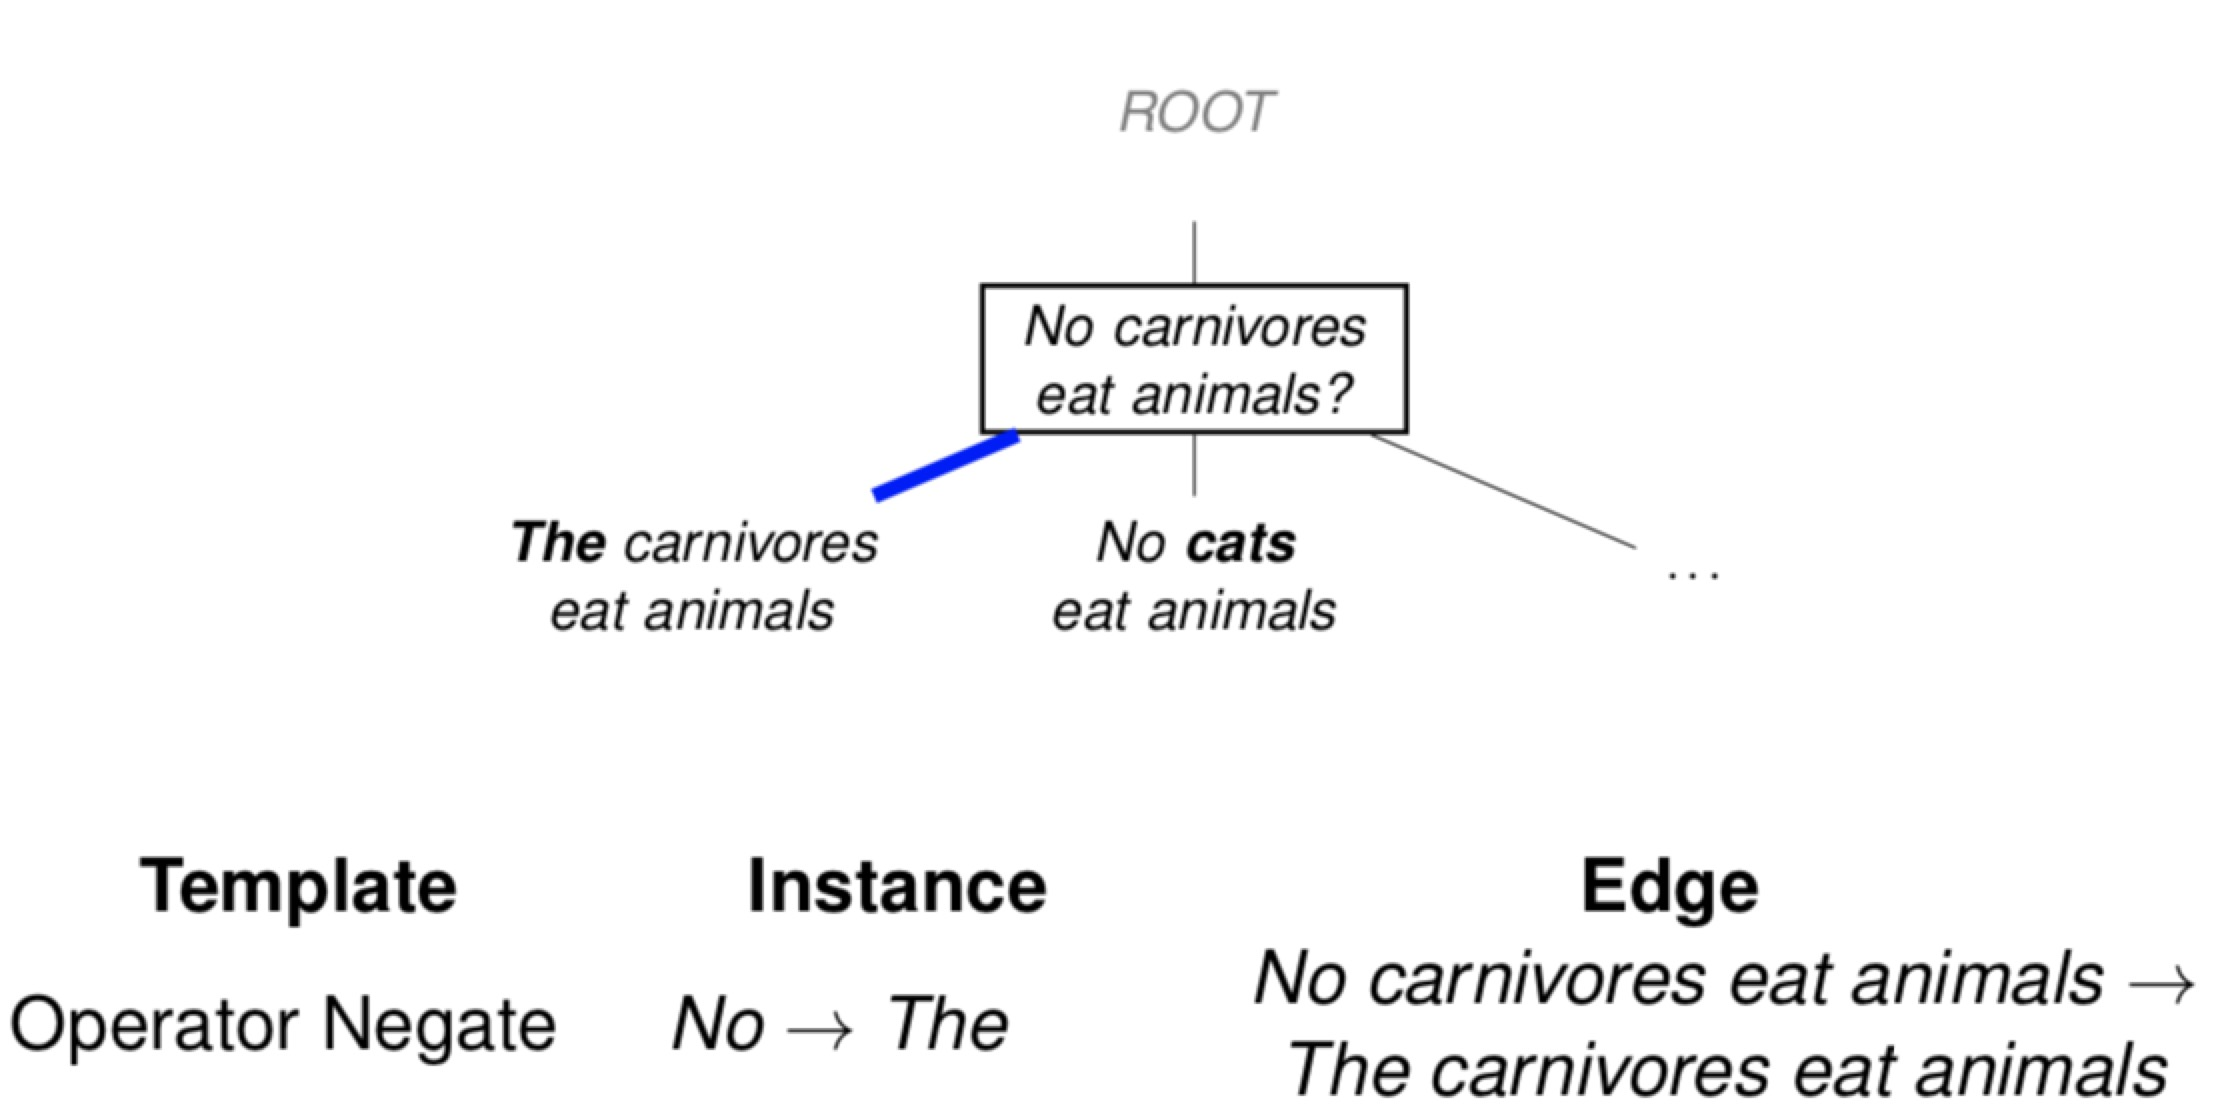 ROOT
No carnivores
eat animals?
The carnivores
eat animals
No cats
eat animals
...
Template
Instance
Edge
Operator Negate
No → The
No carnivores eat animals →
The carnivores eat animals